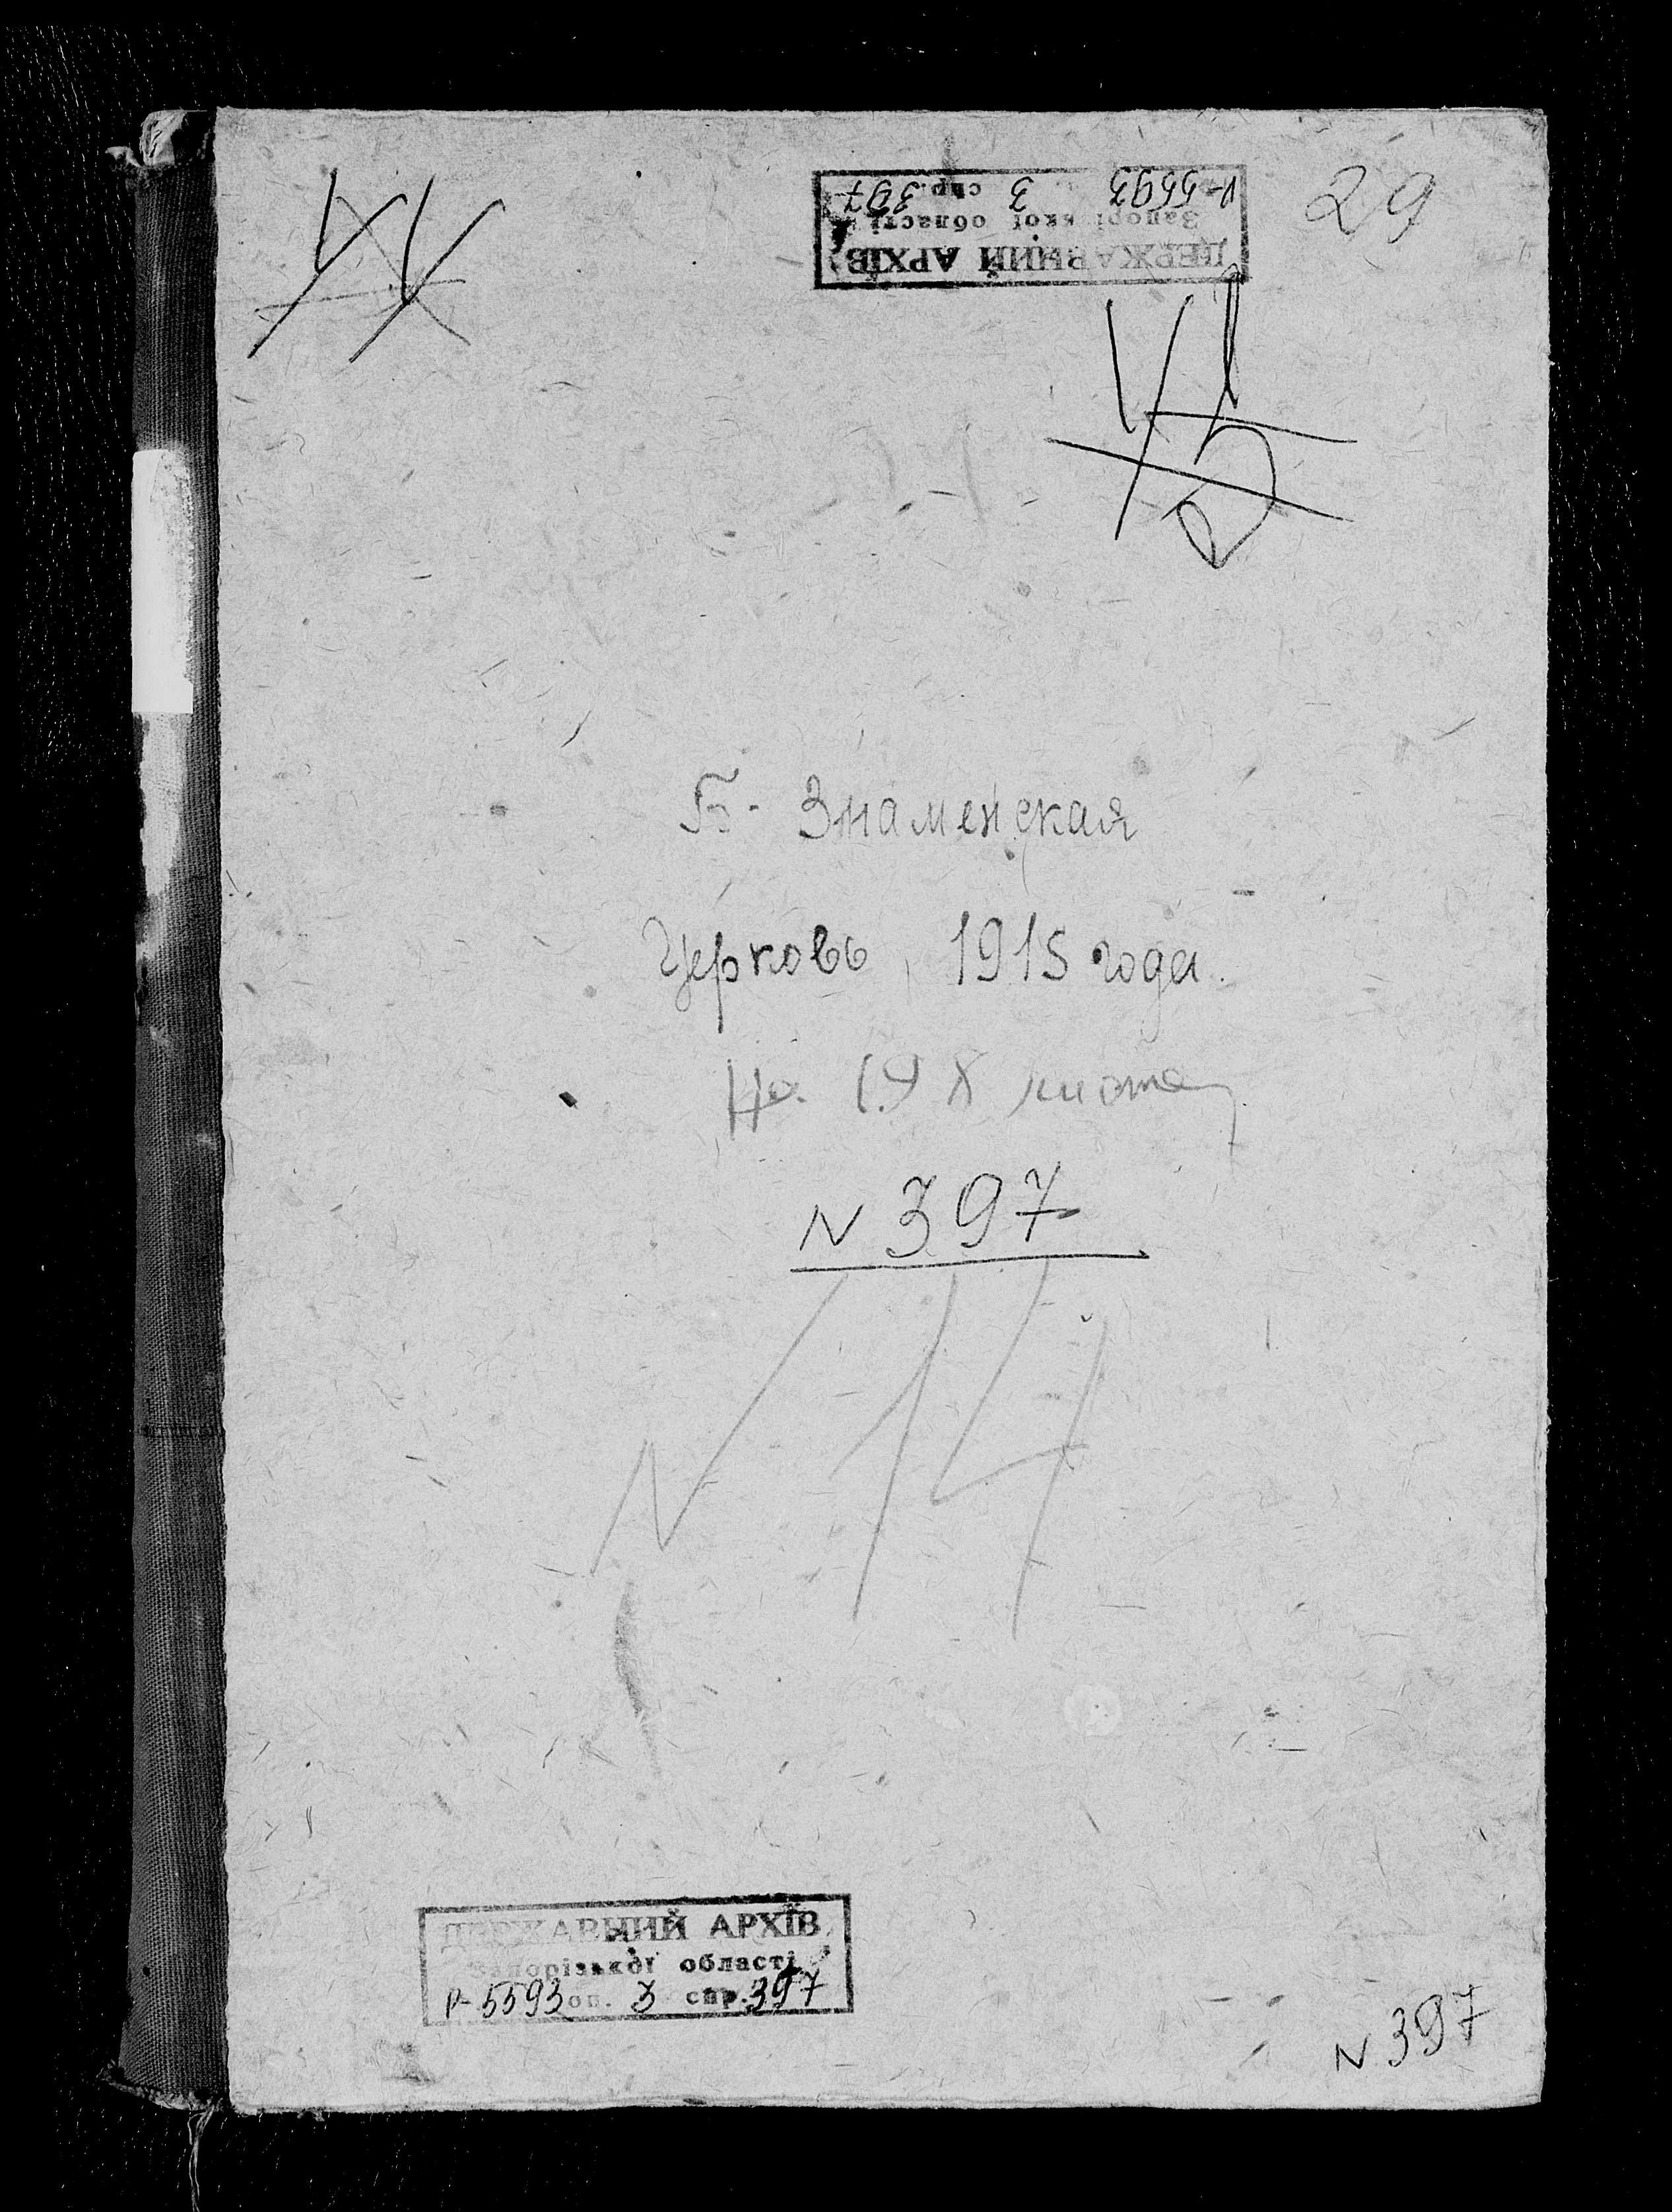 29
ДЕРЖАВНИЙ АРХІВ
Запорізької області
Р-5593 3 спр. 397
Б- Знаменская
Церковь 1915 года.
На 198 листах
N 397
N 14
ДЕРЖАВНИЙ АРХІВ
Запорізької області
Р-5593 оп. 3 спр. 397
N 397